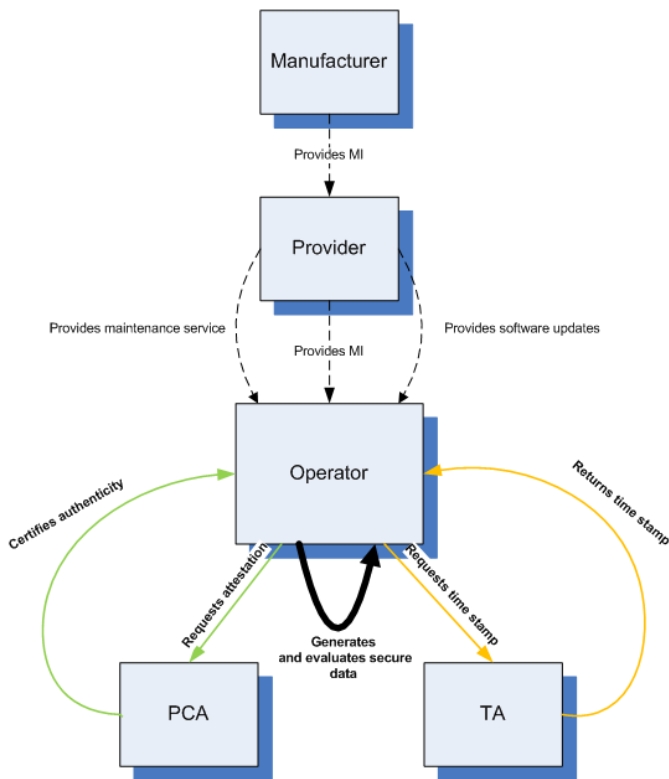 Manufacturer
Provides MI
Provider
Provides maintenance service
Provides MI
Provides software updates
Operator
Certifies authenticity
Requests attestation
Requests time stamp
Returns time stamp
Generates
and evaluates secure
data
PCA
TA